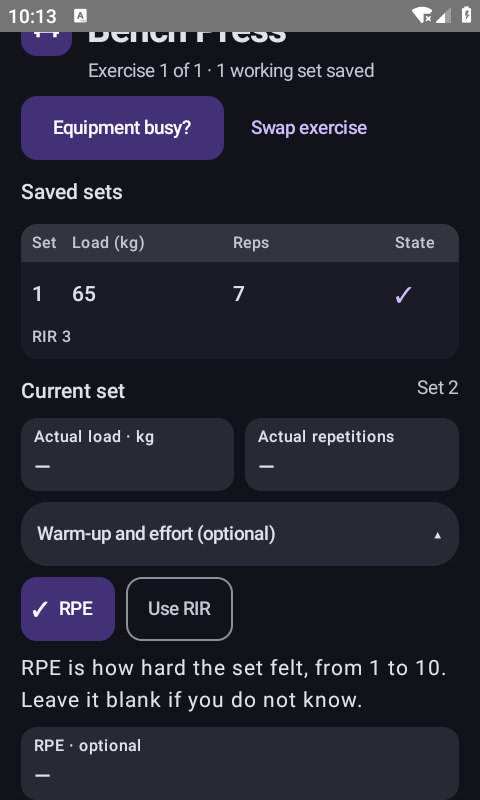 10:13
A
Bench Press
Exercise 1 of 1 · 1 working set saved
Equipment busy?
Swap exercise
Saved sets
Set Load (kg) Reps State
1 65 7 ✓
RIR 3
Current set
Set 2
Actual load · kg
Actual repetitions
–
–
Warm-up and effort (optional) ▴
✓ RPE
Use RIR
RPE is how hard the set felt, from 1 to 10.
Leave it blank if you do not know.
RPE · optional
–